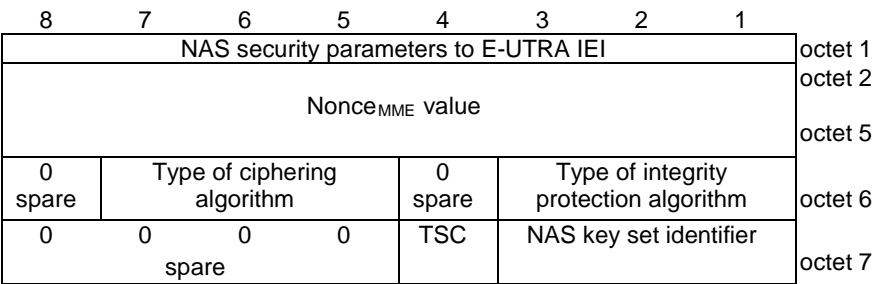 8 7 6 5 4 3 2 1
NAS security parameters to E-UTRA IEI octet 1
octet 2
Nonce MME value
octet 5
0 Type of ciphering 0 Type of integrity
spare algorithm spare protection algorithm octet 6
0 0 0 0 TSC NAS key set identifier
spare octet 7